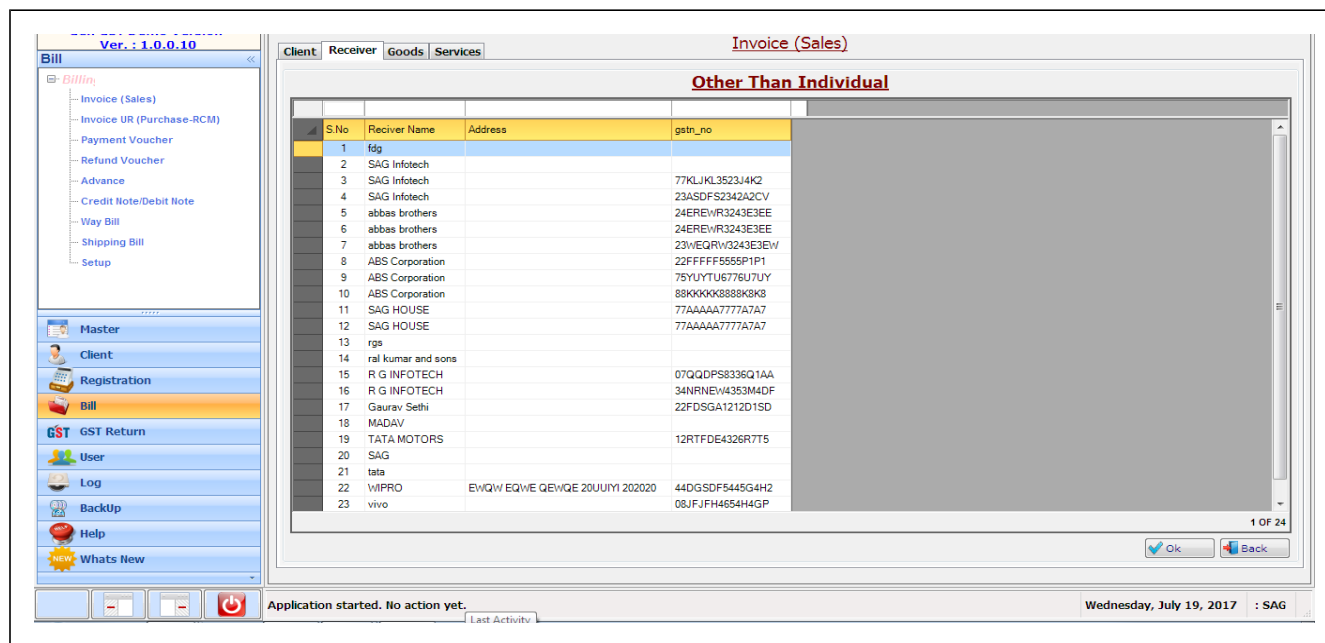 Ver. : 1.0.0.10
Bill «
Billin
Invoice (Sales)
Invoice UR (Purchase-RCM)
Payment Voucher
Refund Voucher
Advance
Credit Note/Debit Note
Way Bill
Shipping Bill
Setup
Master
Client
Registration
Bill
GST GST Return
User
Log
BackUp
Help
NEW Whats New
Invoice (Sales)
Client Receiver Goods Services
Other Than Individual
S.No Reciver Name Address gstn_no
1 fdg
2 SAG Infotech
3 SAG Infotech 77KLJKL3523J4K2
4 SAG Infotech 23ASDFS2342A2CV
5 abbas brothers 24EREWR3243E3EE
6 abbas brothers 24EREWR3243E3EE
7 abbas brothers 23WEQRW3243E3EW
8 ABS Corporation 22FFFFF5555P1P1
9 ABS Corporation 75YUYTU6776U7UY
10 ABS Corporation 88KKKKK8888K8K8
11 SAG HOUSE 77AAAAA7777A7A7
12 SAG HOUSE 77AAAAA7777A7A7
13 rgs
14 ral kumar and sons
15 R G INFOTECH 07QQDPS8336Q1AA
16 R G INFOTECH 34NRNEW4353M4DF
17 Gaurav Sethi 22FDSGA1212D1SD
18 MADAV
19 TATA MOTORS 12RTFDE4326R7T5
20 SAG
21 tata
22 WIPRO EWQW EQWE QEWQE 20UUIYI 202020 44DGSDF5445G4H2
23 vivo 08JFJFH4654H4GP
1 OF 24
Ok Back
Application started. No action yet. Wednesday, July 19, 2017 : SAG
Last Activity